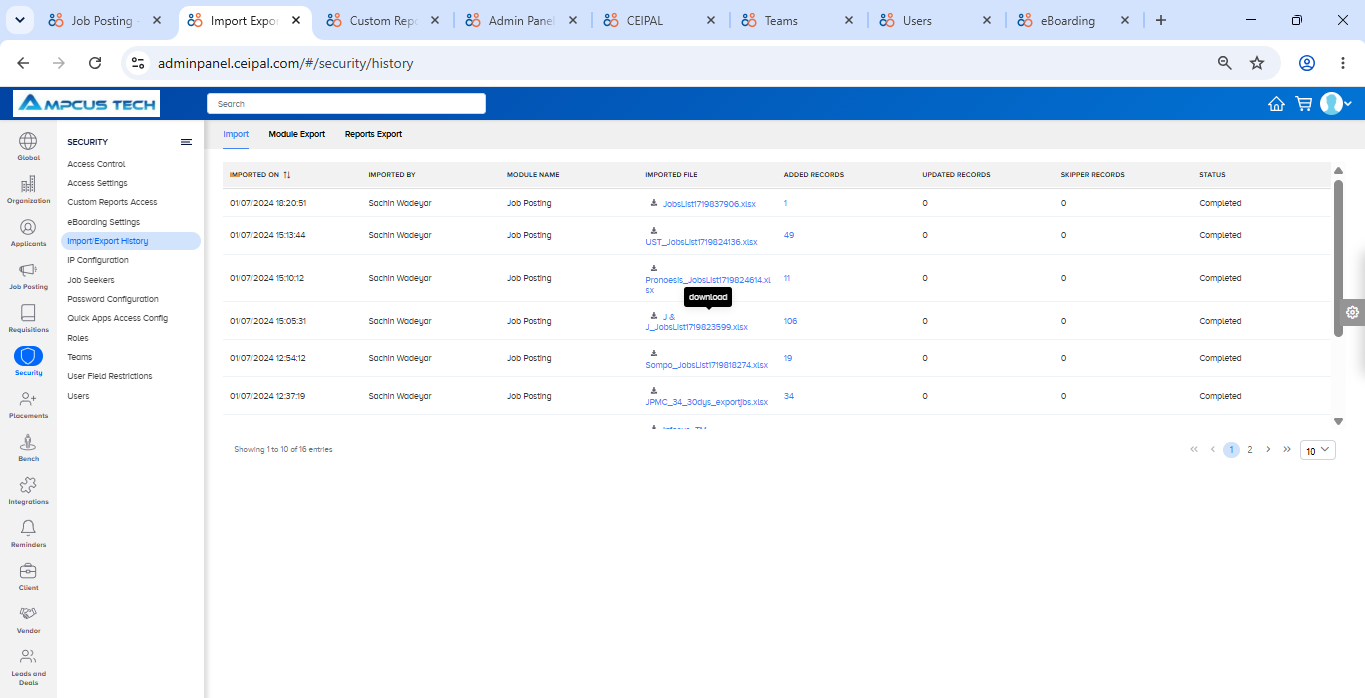 Job Posting -
Import Expo
Custom Repo
Admin Panel
CEIPAL
Teams
Users
eBoarding
adminpanel.ceipal.com/#/security/history
AMPCUS TECH
Search
Global
Organization
Applicants
Job Posting
Requisitions
Security
Placements
Bench
Integrations
Reminders
Client
Vendor
Leads and
Deals
SECURITY
Access Control
Access Settings
Custom Reports Access
eBoarding Settings
Import/Export History
IP Configuration
Job Seekers
Password Configuration
Quick Apps Access Config
Roles
Teams
User Field Restrictions
Users
Import Module Export Reports Export
IMPORTED ON IMPORTED BY MODULE NAME IMPORTED FILE ADDED RECORDS UPDATED RECORDS SKIPPER RECORDS STATUS
01/07/2024 18:20:51 Sachin Wadeyar Job Posting JobsList1719837906.xlsx 1 0 0 Completed
01/07/2024 15:13:44 Sachin Wadeyar Job Posting UST_JobsList1719824136.xlsx 49 0 0 Completed
01/07/2024 15:10:12 Sachin Wadeyar Job Posting Pronoesis_JobsList1719824614.xl
sx 11 0 0 Completed
download
01/07/2024 15:05:31 Sachin Wadeyar Job Posting J &
J_JobsList1719823599.xlsx 106 0 0 Completed
01/07/2024 12:54:12 Sachin Wadeyar Job Posting Sompo_JobsList1719818274.xlsx 19 0 0 Completed
01/07/2024 12:37:19 Sachin Wadeyar Job Posting JPMC_34_30dys_exportjbs.xlsx 34 0 0 Completed
Showing 1 to 10 of 16 entries
« ‹ 1 2 › » 10